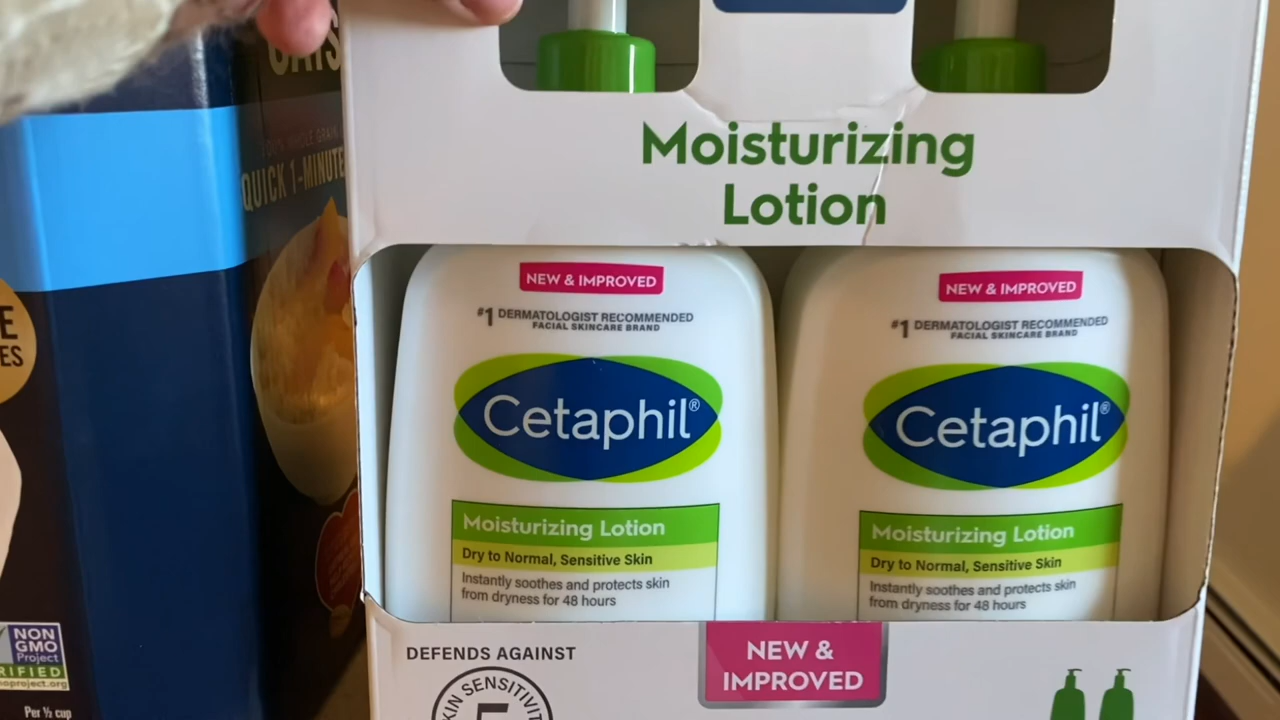 QUICK 1-MINUTE
NON
GMO
Project
Per ½ cup
Moisturizing
Lotion
NEW & IMPROVED
#1 DERMATOLOGIST RECOMMENDED
FACIAL SKINCARE BRAND
Cetaphil®
Moisturizing Lotion
Dry to Normal, Sensitive Skin
Instantly soothes and protects skin
from dryness for 48 hours
NEW & IMPROVED
#1 DERMATOLOGIST RECOMMENDED
FACIAL SKINCARE BRAND
Cetaphil®
Moisturizing Lotion
Dry to Normal, Sensitive Skin
Instantly soothes and protects skin
from dryness for 48 hours
DEFENDS AGAINST
5
NEW &
IMPROVED